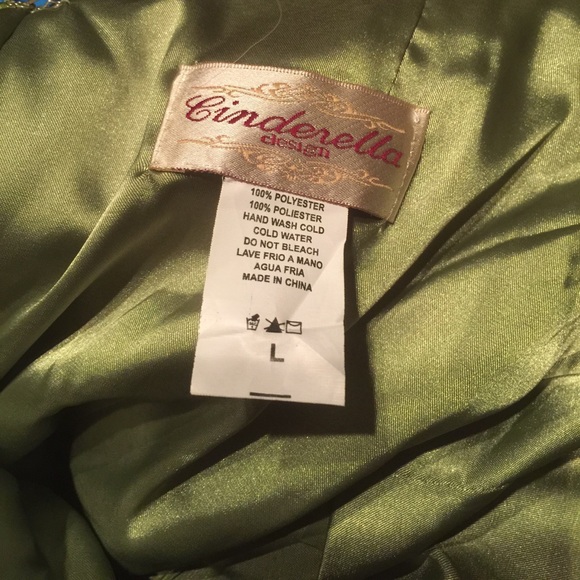 Cinderella
design
100% POLYESTER
100% POLIESTER
HAND WASH COLD
COLD WATER
DO NOT BLEACH
LAVE FRIO A MANO
AGUA FRIA
MADE IN CHINA
L